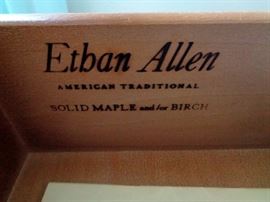 Ethan Allen
AMERICAN TRADITIONAL
SOLID MAPLE and/or BIRCH